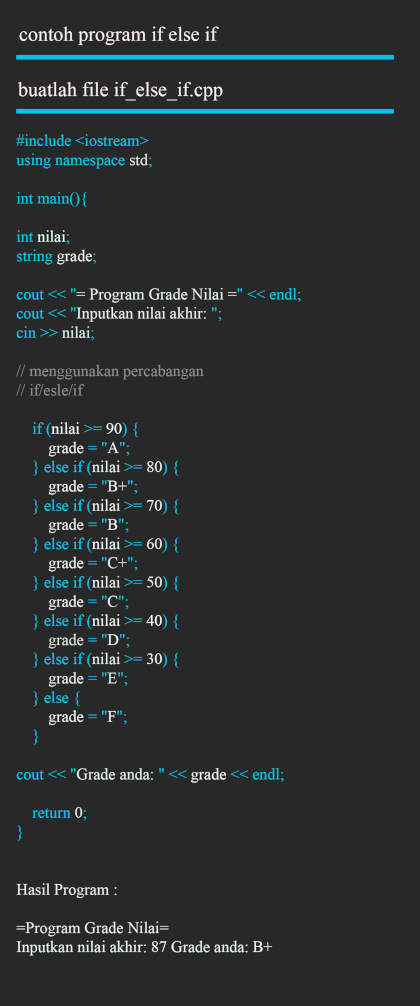 contoh program if else if
buatlah file if_else_if.cpp
#include <iostream>
using namespace std;
int main(){
int nilai;
string grade;
cout << "= Program Grade Nilai =" << endl;
cout << "Inputkan nilai akhir: ";
cin >> nilai;
// menggunakan percabangan
// if/esle/if
if (nilai >= 90) {
grade = "A";
} else if (nilai >= 80) {
grade = "B+";
} else if (nilai >= 70) {
grade = "B";
} else if (nilai >= 60) {
grade = "C+";
} else if (nilai >= 50) {
grade = "C";
} else if (nilai >= 40) {
grade = "D";
} else if (nilai >= 30) {
grade = "E";
} else {
grade = "F";
}
cout << "Grade anda: " << grade << endl;
return 0;
}
Hasil Program :
=Program Grade Nilai=
Inputkan nilai akhir: 87 Grade anda: B+